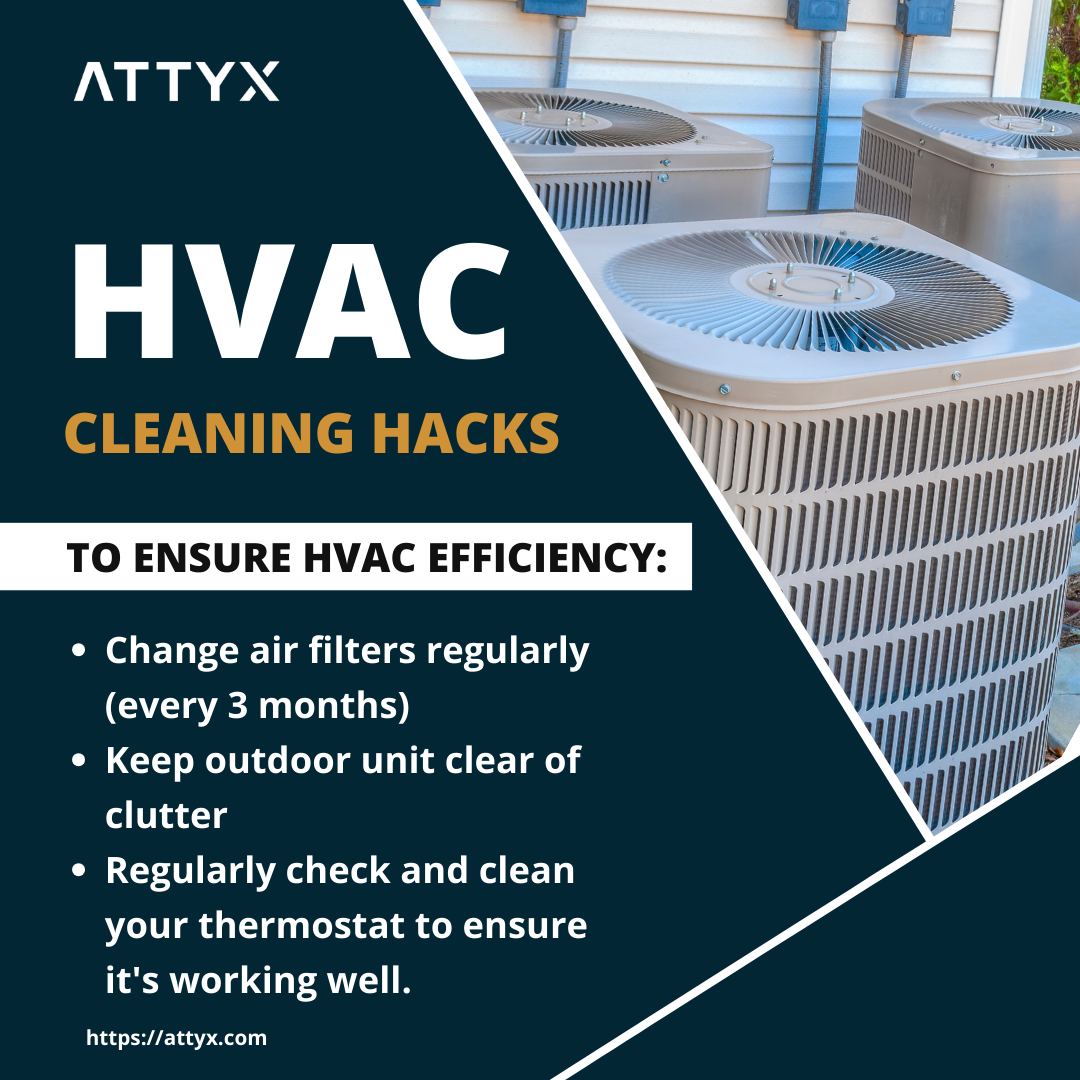 ATTYX
HVAC
CLEANING HACKS
TO ENSURE HVAC EFFICIENCY:
• Change air filters regularly
(every 3 months)
• Keep outdoor unit clear of
clutter
• Regularly check and clean
your thermostat to ensure
it's working well.
https://attyx.com